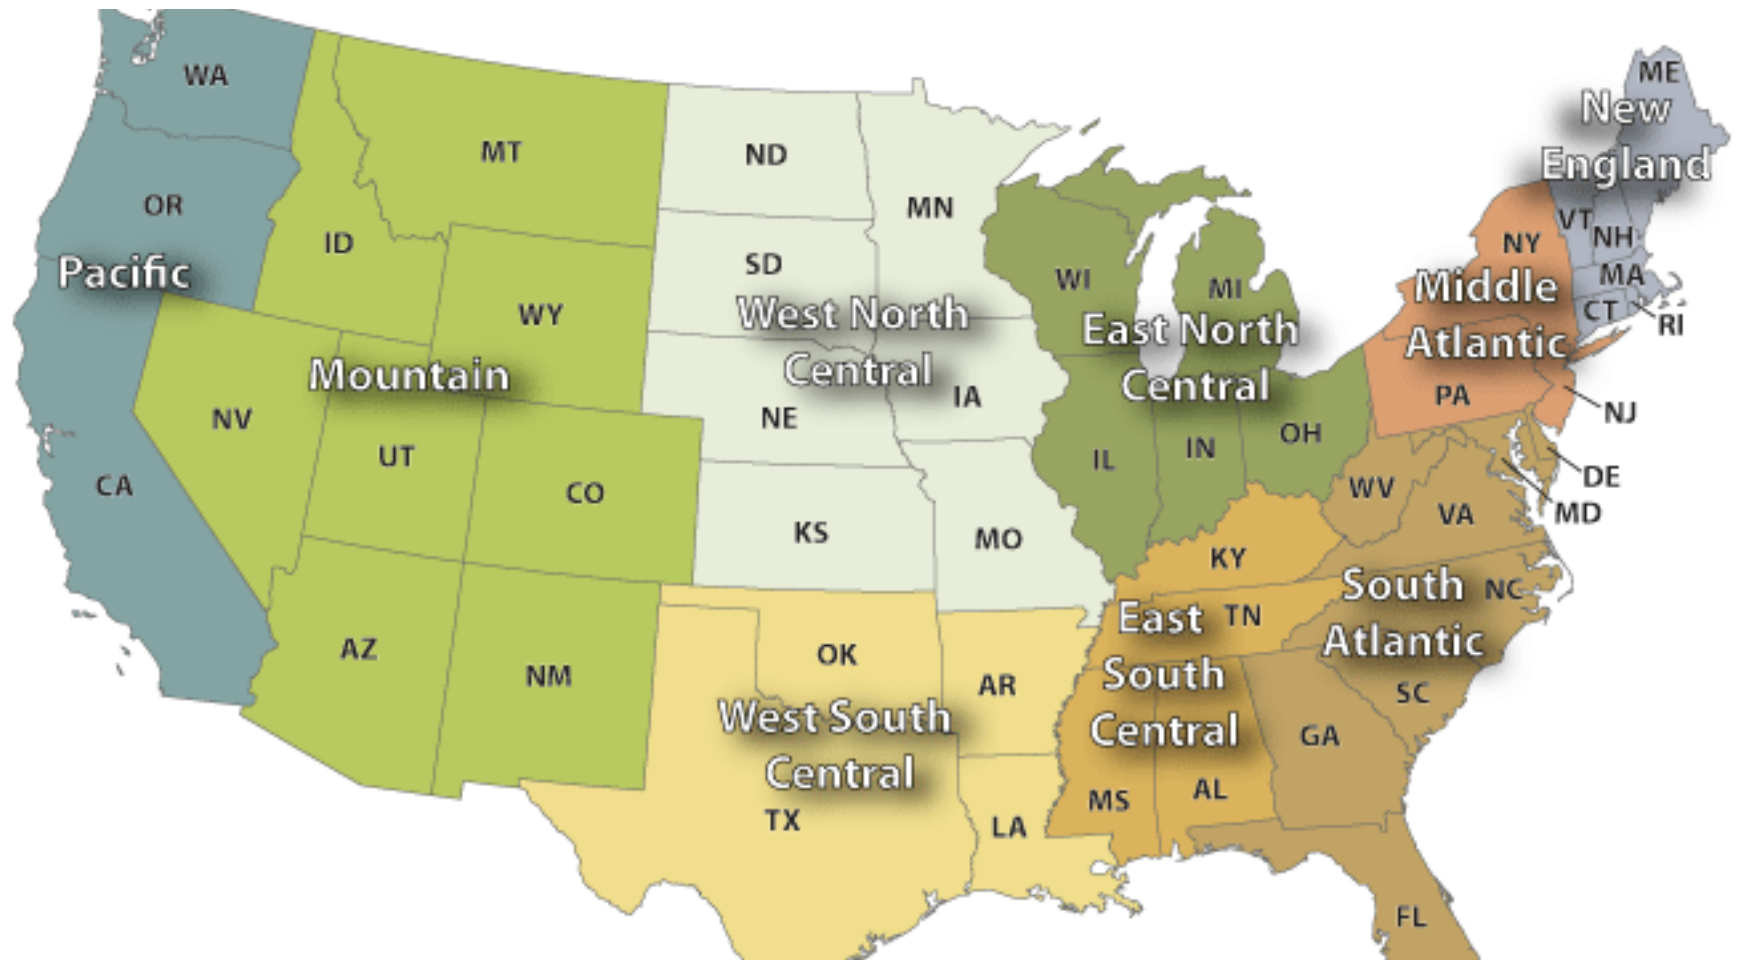 WA
ME
New
England
MT
ND
MN
OR
VT
NH
NY
ID
SD
MA
Pacific
WI
MI
Middle
Atlantic
CT
RI
WY
West North
Central
East North
Central
Mountain
NV
NE
IA
PA
NJ
UT
IL
IN
OH
CA
CO
WV
DE
MD
VA
KS
MO
KY
South
Atlantic
NC
East
South
Central
TN
AZ
NM
OK
AR
SC
West South
Central
GA
MS
AL
TX
LA
FL